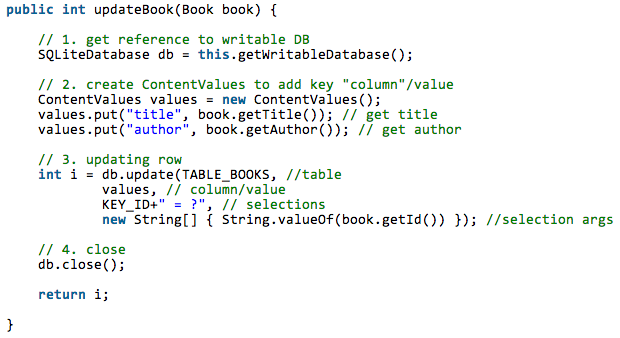 public int updateBook(Book book) {
// 1. get reference to writable DB
SQLiteDatabase db = this.getWritableDatabase();
// 2. create ContentValues to add key "column"/value
ContentValues values = new ContentValues();
values.put("title", book.getTitle()); // get title
values.put("author", book.getAuthor()); // get author
// 3. updating row
int i = db.update(TABLE_BOOKS, //table
values, // column/value
KEY_ID+" = ?", // selections
new String[] { String.valueOf(book.getId()) }); //selection args
// 4. close
db.close();
return i;
}